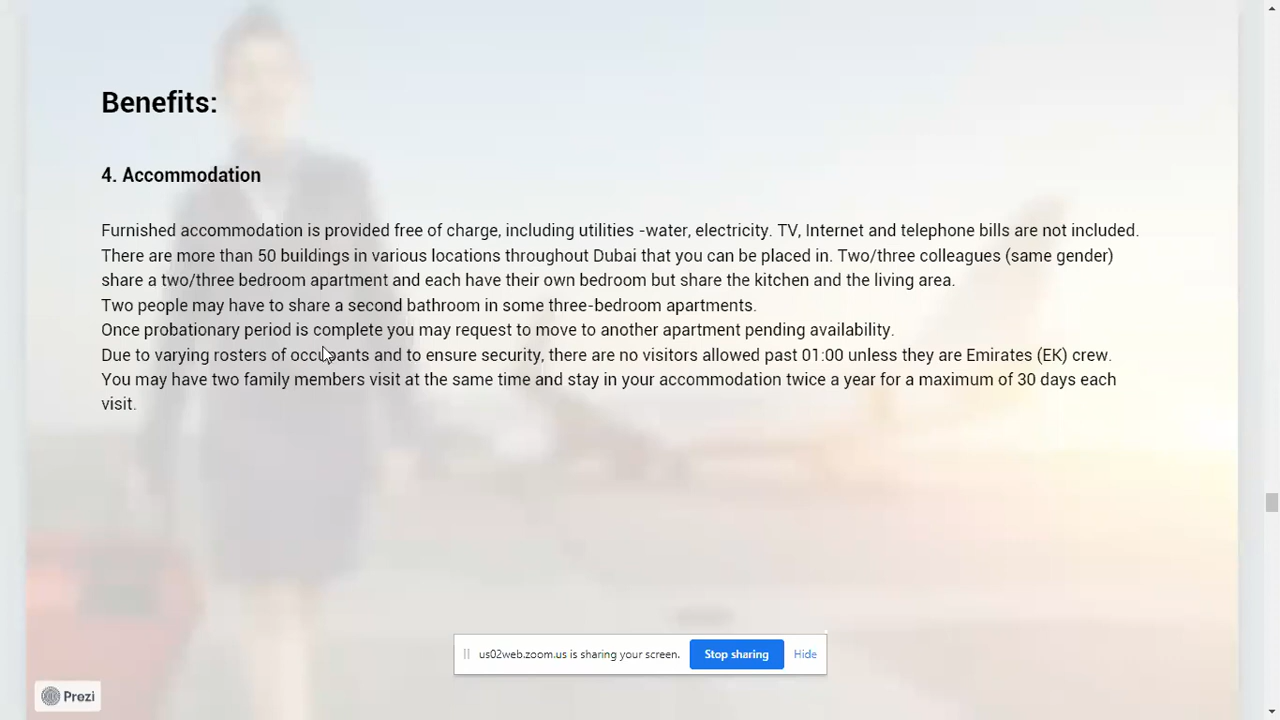 Benefits:
4. Accommodation
Furnished accommodation is provided free of charge, including utilities -water, electricity. TV, Internet and telephone bills are not included.
There are more than 50 buildings in various locations throughout Dubai that you can be placed in. Two/three colleagues (same gender)
share a two/three bedroom apartment and each have their own bedroom but share the kitchen and the living area.
Two people may have to share a second bathroom in some three-bedroom apartments.
Once probationary period is complete you may request to move to another apartment pending availability.
Due to varying rosters of occupants and to ensure security, there are no visitors allowed past 01:00 unless they are Emirates (EK) crew.
You may have two family members visit at the same time and stay in your accommodation twice a year for a maximum of 30 days each
visit.
us02web.zoom.us is sharing your screen. Stop sharing Hide
Prezi